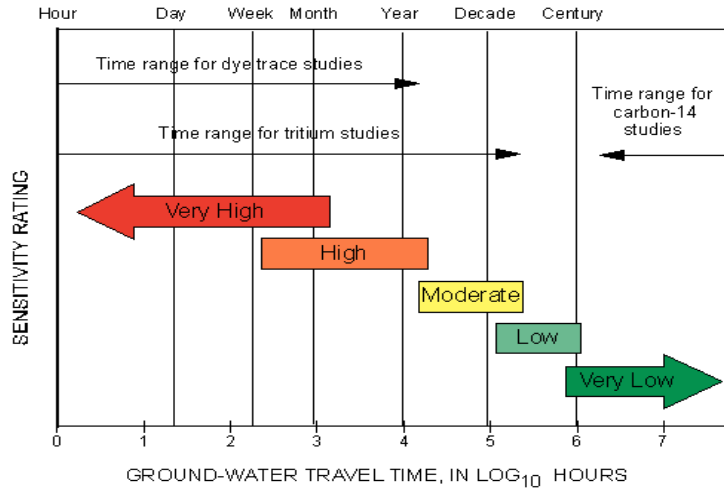 Hour Day Week Month Year Decade Century
Time range for dye trace studies
Time range for
carbon-14
studies
Time range for tritium studies
SENSITIVITY RATING
Very High
High
Moderate
Low
Very Low
0 1 2 3 4 5 6 7
GROUND-WATER TRAVEL TIME, IN LOG10 HOURS